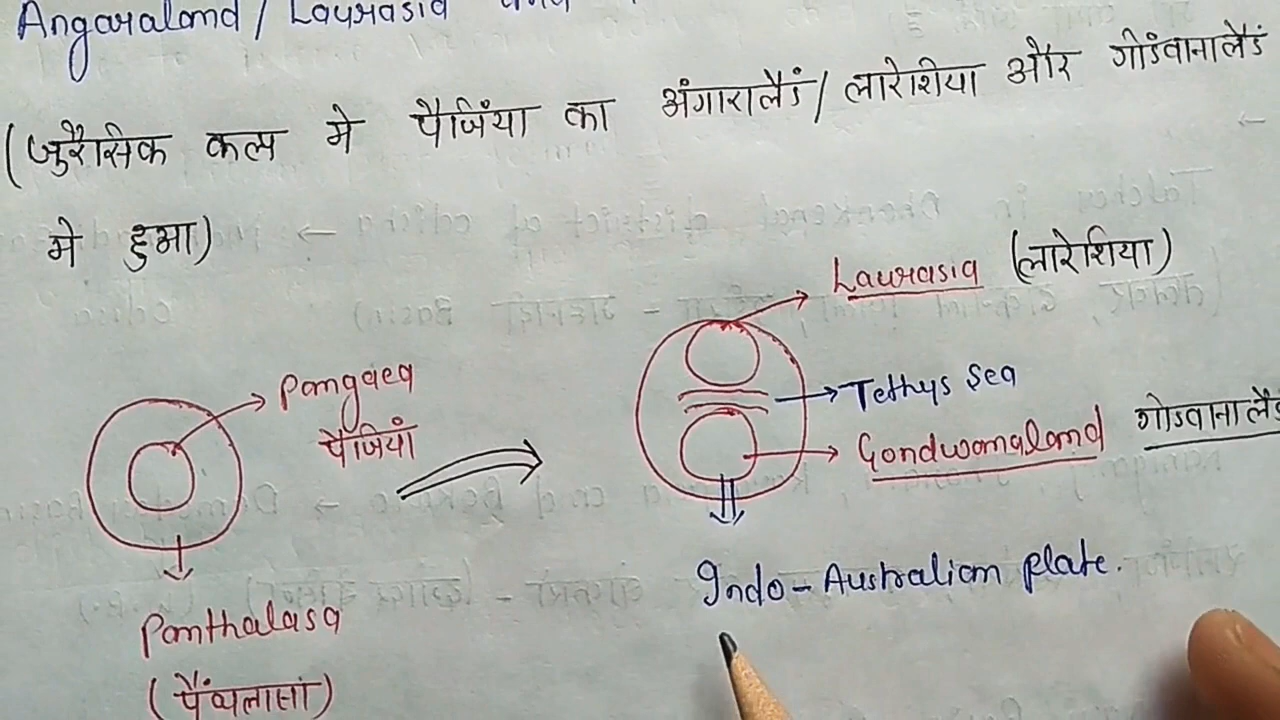 Angaraland / Laurasia
(जुरैसिक कल्प मे पैंजिया का अंगारालैंड / लारेशिया और गोंडवानालैंड
मे हुआ)
Laurasia (लारेशिया)
Pangaea
पैंजिया
Tethys Sea
Gondwanaland गोडवानालैंड
Panthalasa
(पैंथलासा)
Indo-Australian plate.